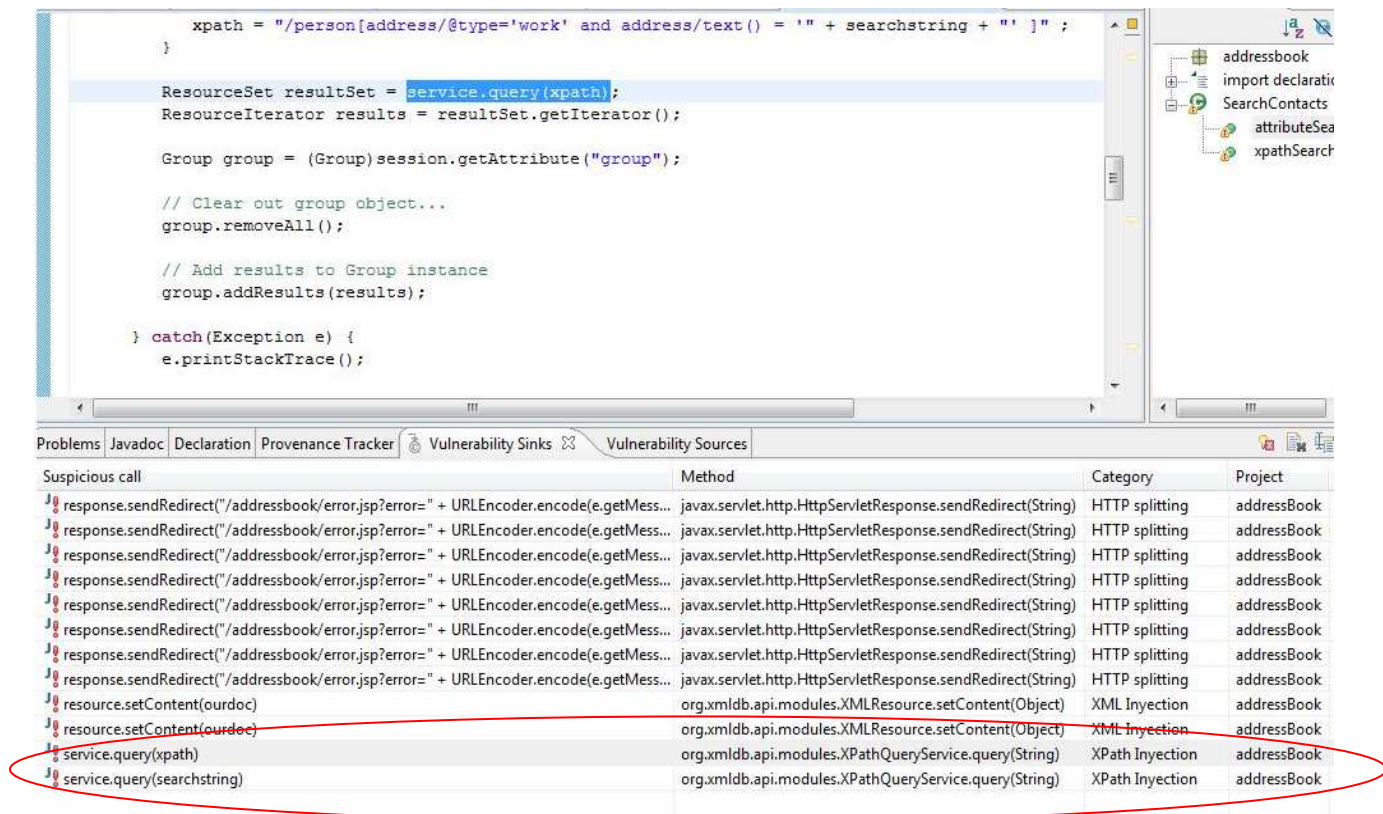 xpath = "/person[address/@type='work' and address/text() = '" + searchstring + "' ]" ;
}
ResourceSet resultSet = service.query(xpath);
ResourceIterator results = resultSet.getIterator();
Group group = (Group)session.getAttribute("group");
// Clear out group object...
group.removeAll();
// Add results to Group instance
group.addResults(results);
} catch(Exception e) {
e.printStackTrace();
addressbook
import declaratio
SearchContacts
attributeSea
xpathSearch
Problems Javadoc Declaration Provenance Tracker Vulnerability Sinks Vulnerability Sources
Suspicious call Method Category Project
response.sendRedirect("/addressbook/error.jsp?error=" + URLEncoder.encode(e.getMess... javax.servlet.http.HttpServletResponse.sendRedirect(String) HTTP splitting addressBook
response.sendRedirect("/addressbook/error.jsp?error=" + URLEncoder.encode(e.getMess... javax.servlet.http.HttpServletResponse.sendRedirect(String) HTTP splitting addressBook
response.sendRedirect("/addressbook/error.jsp?error=" + URLEncoder.encode(e.getMess... javax.servlet.http.HttpServletResponse.sendRedirect(String) HTTP splitting addressBook
response.sendRedirect("/addressbook/error.jsp?error=" + URLEncoder.encode(e.getMess... javax.servlet.http.HttpServletResponse.sendRedirect(String) HTTP splitting addressBook
response.sendRedirect("/addressbook/error.jsp?error=" + URLEncoder.encode(e.getMess... javax.servlet.http.HttpServletResponse.sendRedirect(String) HTTP splitting addressBook
response.sendRedirect("/addressbook/error.jsp?error=" + URLEncoder.encode(e.getMess... javax.servlet.http.HttpServletResponse.sendRedirect(String) HTTP splitting addressBook
response.sendRedirect("/addressbook/error.jsp?error=" + URLEncoder.encode(e.getMess... javax.servlet.http.HttpServletResponse.sendRedirect(String) HTTP splitting addressBook
response.sendRedirect("/addressbook/error.jsp?error=" + URLEncoder.encode(e.getMess... javax.servlet.http.HttpServletResponse.sendRedirect(String) HTTP splitting addressBook
resource.setContent(ourdoc) org.xmldb.api.modules.XMLResource.setContent(Object) XML Inyection addressBook
resource.setContent(ourdoc) org.xmldb.api.modules.XMLResource.setContent(Object) XML Inyection addressBook
service.query(xpath) org.xmldb.api.modules.XPathQueryService.query(String) XPath Inyection addressBook
service.query(searchstring) org.xmldb.api.modules.XPathQueryService.query(String) XPath Inyection addressBook